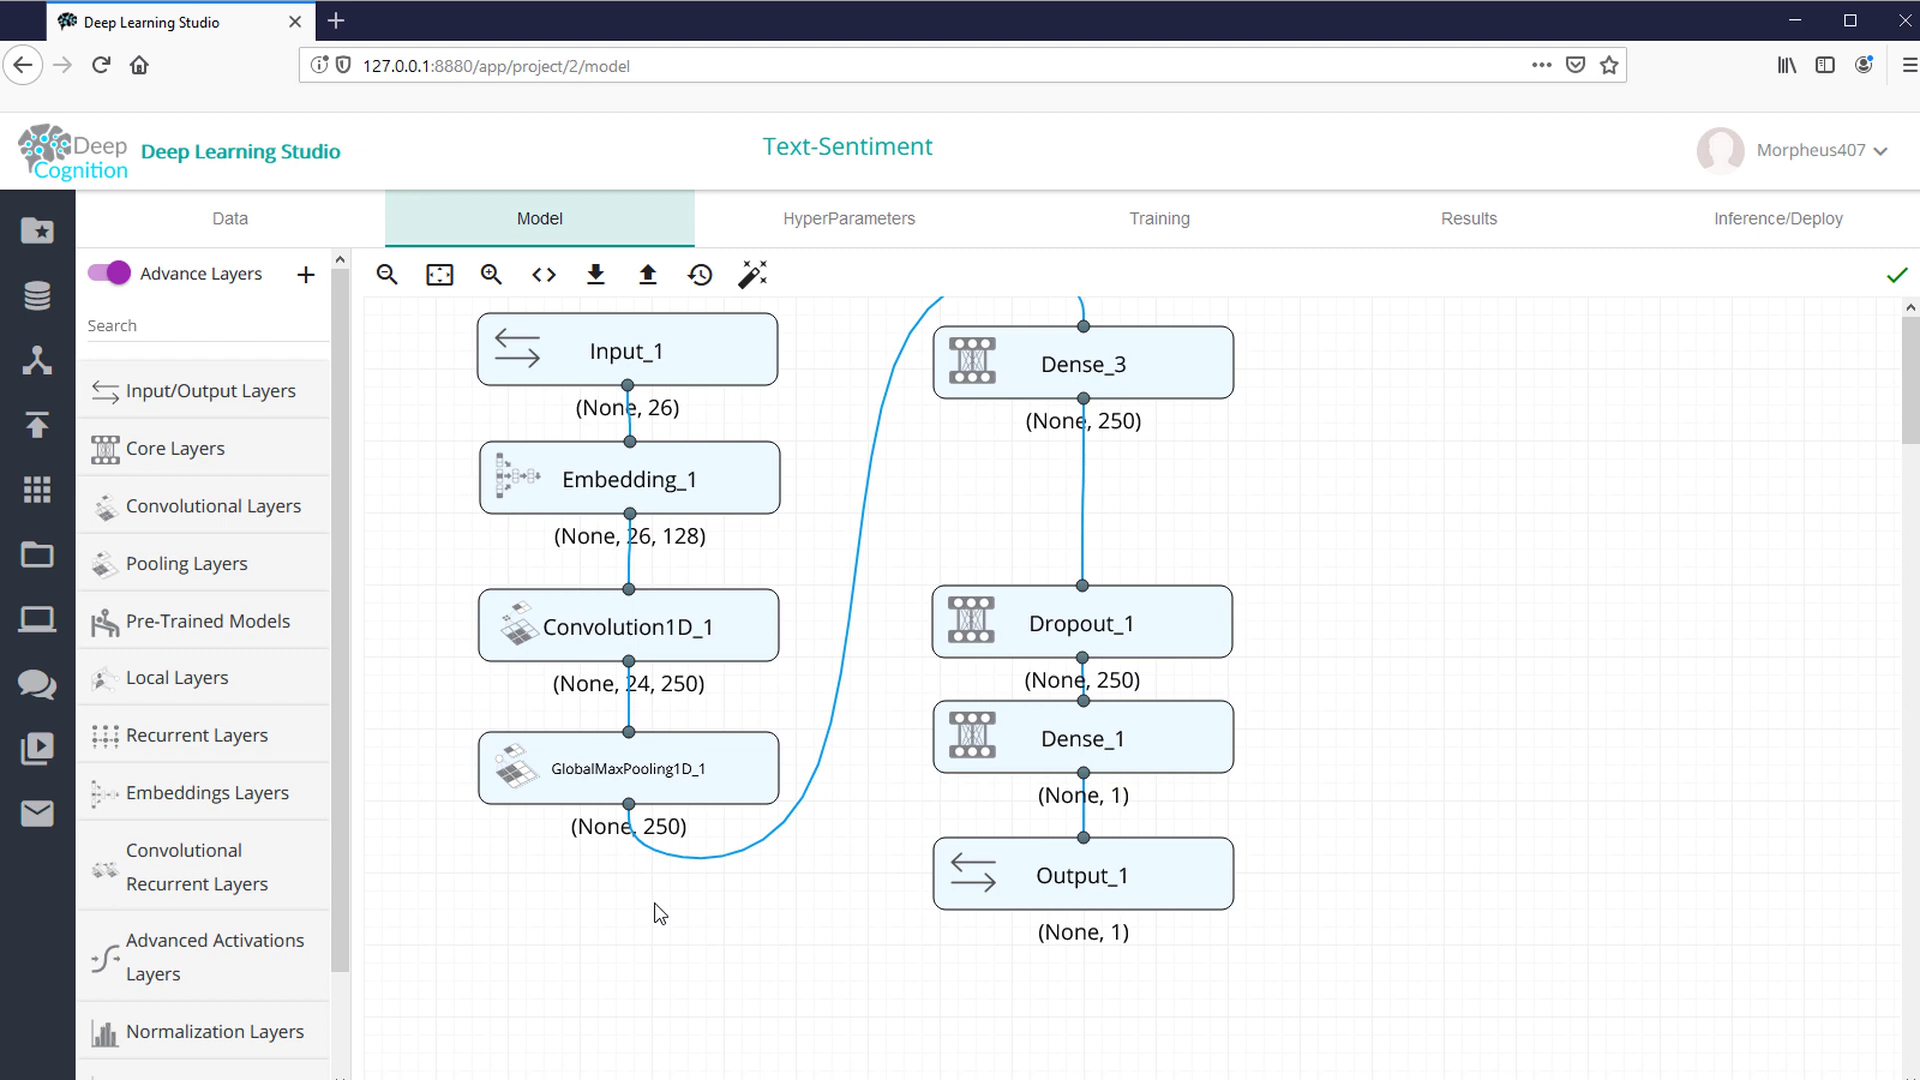 Deep Learning Studio
127.0.0.1:8880/app/project/2/model
Deep
Cognition
Deep Learning Studio
Text-Sentiment
Morpheus407
Data
Model
HyperParameters
Training
Results
Inference/Deploy
Advance Layers
Search
Input/Output Layers
Core Layers
Convolutional Layers
Pooling Layers
Pre-Trained Models
Local Layers
Recurrent Layers
Embeddings Layers
Convolutional
Recurrent Layers
Advanced Activations
Layers
Normalization Layers
Input_1
(None, 26)
Embedding_1
(None, 26, 128)
Convolution1D_1
(None, 24, 250)
GlobalMaxPooling1D_1
(None, 250)
Dense_3
(None, 250)
Dropout_1
(None, 250)
Dense_1
(None, 1)
Output_1
(None, 1)